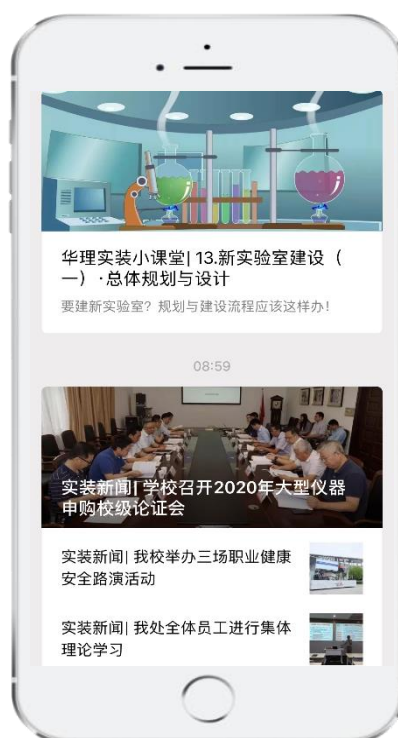 华理实装小课堂| 13.新实验室建设（
一）·总体规划与设计
要建新实验室？规划与建设流程应该这样办！
08:59
实装新闻| 学校召开2020年大型仪器
申购校级论证会
实装新闻| 我校举办三场职业健康
安全路演活动
实装新闻| 我处全体员工进行集体
理论学习